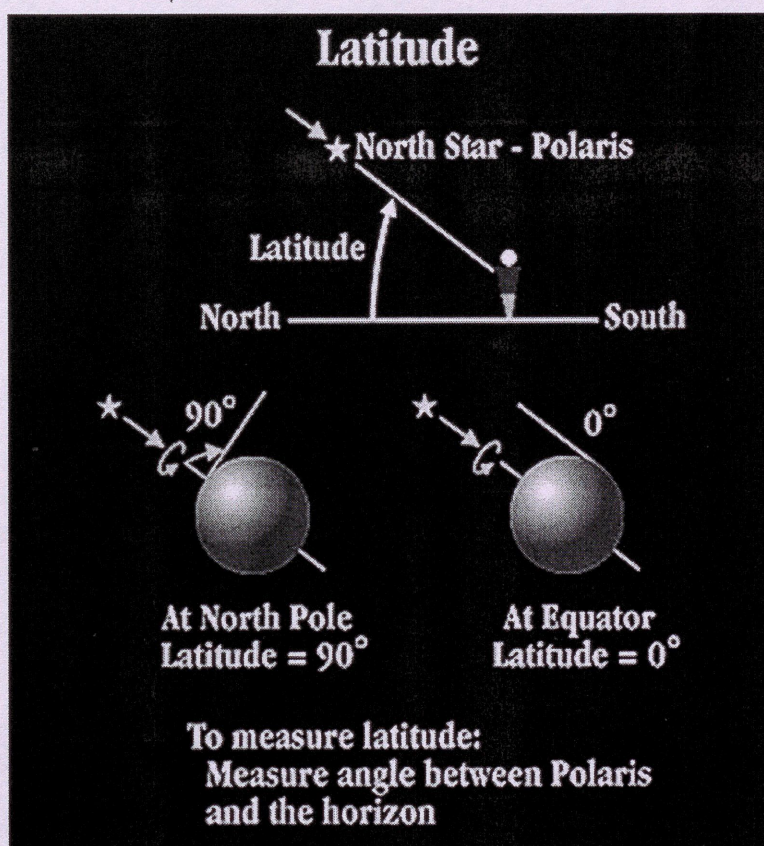 Latitude
North Star - Polaris
Latitude
North
South
90°
0°
At North Pole
Latitude = 90°
At Equator
Latitude = 0°
To measure latitude:
Measure angle between Polaris
and the horizon